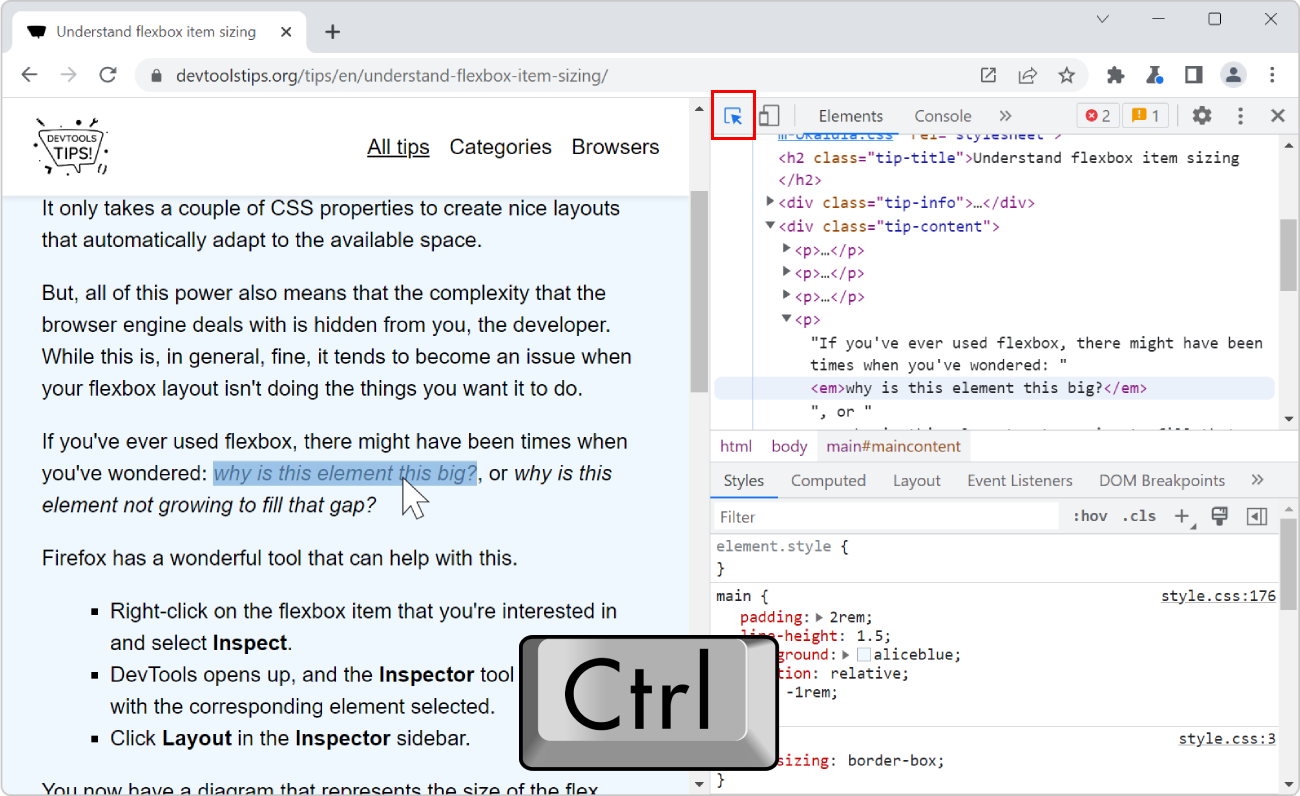 Understand flexbox item sizing
devtoolstips.org/tips/en/understand-flexbox-item-sizing/
DEVTOOLS
TIPS!
All tips Categories Browsers
It only takes a couple of CSS properties to create nice layouts
that automatically adapt to the available space.
But, all of this power also means that the complexity that the
browser engine deals with is hidden from you, the developer.
While this is, in general, fine, it tends to become an issue when
your flexbox layout isn't doing the things you want it to do.
If you've ever used flexbox, there might have been times when
you've wondered: why is this element this big?, or why is this
element not growing to fill that gap?
Firefox has a wonderful tool that can help with this.
Right-click on the flexbox item that you're interested in
and select Inspect.
DevTools opens up, and the Inspector tool
with the corresponding element selected.
Click Layout in the Inspector sidebar.
You now have a diagram that represents the size of the flex
Ctrl
Elements Console 2 1
<h2 class="tip-title">Understand flexbox item sizing
</h2>
<div class="tip-info">…</div>
<div class="tip-content">
<p>…</p>
<p>…</p>
<p>…</p>
<p>
"If you've ever used flexbox, there might have been
times when you've wondered: "
<em>why is this element this big?</em>
", or "
html body main#maincontent
Styles Computed Layout Event Listeners DOM Breakpoints
Filter :hov .cls
element.style {
}
main { style.css:176
padding: 2rem;
line-height: 1.5;
ground: aliceblue;
tion: relative;
-1rem;
style.css:3
sizing: border-box;
}